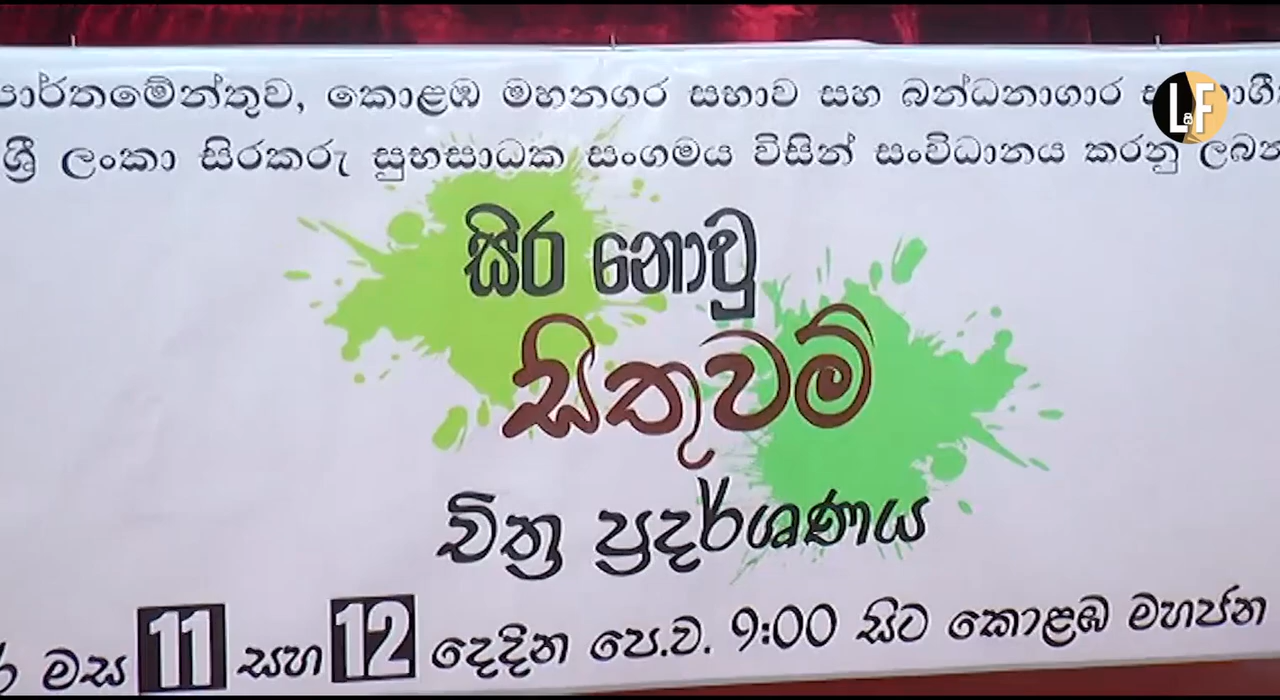 පාර්තමේන්තුව, කොළඹ මහනගර සභාව සහ බන්ධනාගාර
ශ්‍රී ලංකා සිරකරු සුභසාධක සංගමය විසින් සංවිධානය කරනු ලබන
LSF
සිර නොවූ
සිතුවම්
චිත්‍ර ප්‍රදර්ශණය
ර් මස 11 සහ 12 දෙදින පෙ.ව. 9:00 සිට කොළඹ මහජන